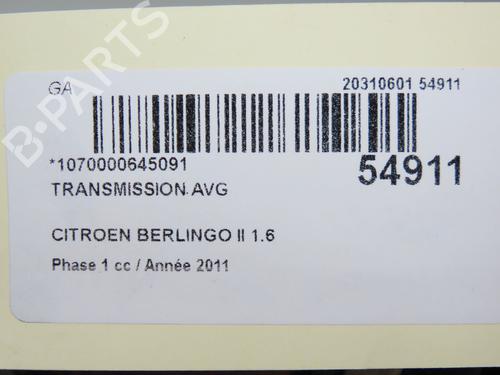 B-PARTS
GA
20310601 54911
*1070000645091
54911
TRANSMISSION AVG
CITROEN BERLINGO II 1.6
Phase 1 cc / Année 2011